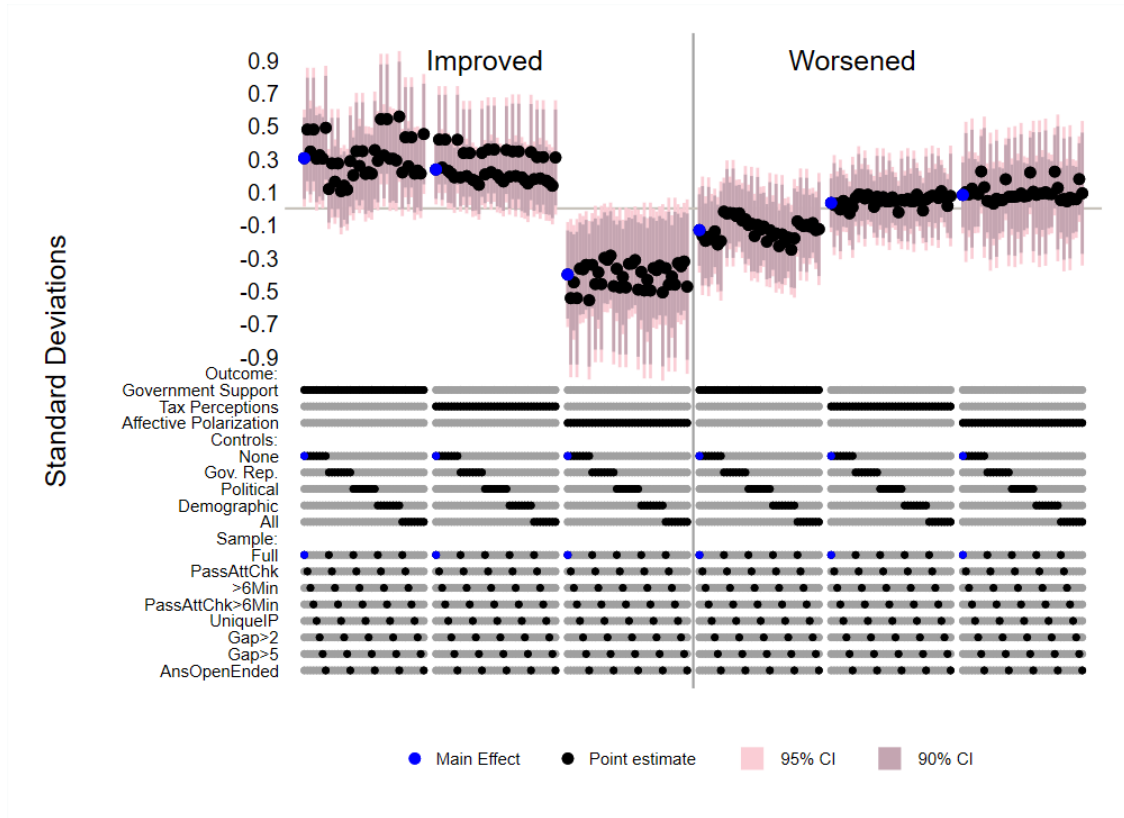 Improved
Worsened
0.9
0.7
0.5
0.3
0.1
-0.1
-0.3
-0.5
-0.7
-0.9
Standard Deviations
Outcome:
Government Support
Tax Perceptions
Affective Polarization
Controls:
None
Gov. Rep.
Political
Demographic
All
Sample:
Full
PassAttChk
>6Min
PassAttChk>6Min
UniqueIP
Gap>2
Gap>5
AnsOpenEnded
Main Effect
Point estimate
95% CI
90% CI